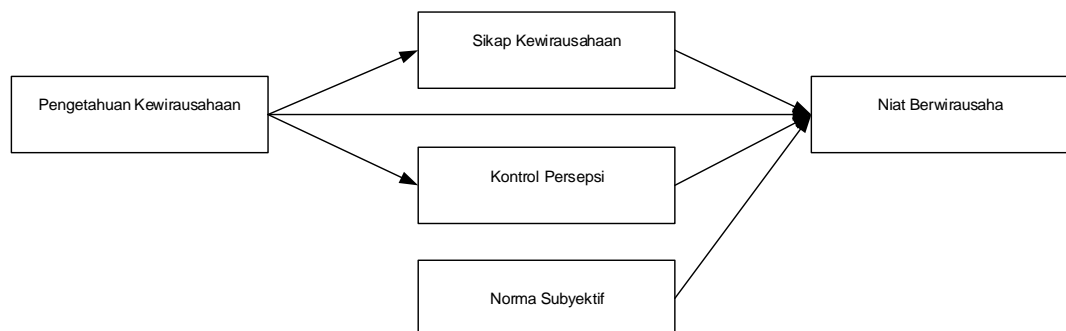 Sikap Kewirausahaan
Pengetahuan Kewirausahaan
Niat Berwirausaha
Kontrol Persepsi
Norma Subyektif